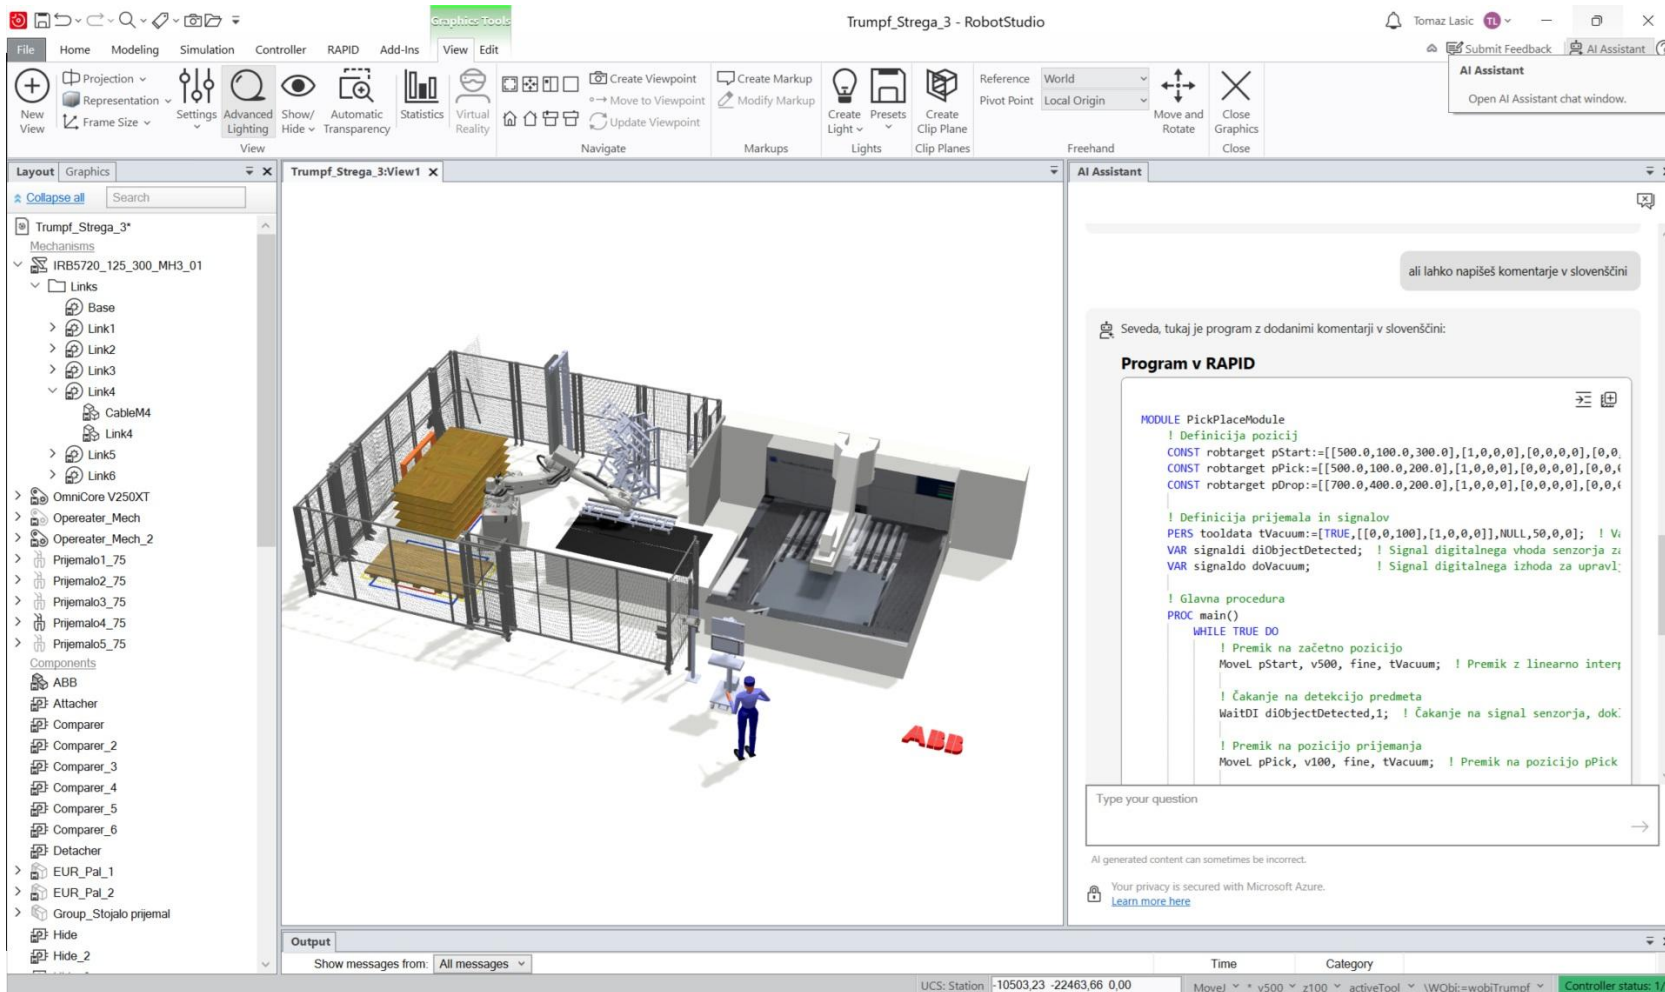 Graphics Tools
Trumpf_Strega_3 - RobotStudio
Tomaz Lasic
TL
File
Home
Modeling
Simulation
Controller
RAPID
Add-Ins
View
Edit
Submit Feedback
AI Assistant
AI Assistant
Open AI Assistant chat window.
New
View
Projection
Representation
Frame Size
Settings
Advanced
Lighting
Show/
Hide
Automatic
Transparency
Statistics
Virtual
Reality
View
Create Viewpoint
Move to Viewpoint
Update Viewpoint
Navigate
Create Markup
Modify Markup
Markups
Create
Light
Presets
Lights
Create
Clip Plane
Clip Planes
Reference World
Pivot Point Local Origin
Move and
Rotate
Freehand
Close
Graphics
Close
Layout
Graphics
Collapse all
Search
Trumpf_Strega_3*
Mechanisms
IRB5720_125_300_MH3_01
Links
Base
Link1
Link2
Link3
Link4
CableM4
Link4
Link5
Link6
OmniCore V250XT
Opereater_Mech
Opereater_Mech_2
Prijemalo1_75
Prijemalo2_75
Prijemalo3_75
Prijemalo4_75
Prijemalo5_75
Components
ABB
Attacher
Comparer
Comparer_2
Comparer_3
Comparer_4
Comparer_5
Comparer_6
Detacher
EUR_Pal_1
EUR_Pal_2
Group_Stojalo prijemal
Hide
Hide_2
Trumpf_Strega_3:View1
ABB
AI Assistant
ali lahko napišeš komentarje v slovenščini
Seveda, tukaj je program z dodanimi komentarji v slovenščini:
Program v RAPID
MODULE PickPlaceModule
! Definicija pozicij
CONST robtarget pStart:=[[500.0,100.0,300.0],[1,0,0,0],[0,0,0,0],[0,0,
CONST robtarget pPick:=[[500.0,100.0,200.0],[1,0,0,0],[0,0,0,0],[0,0,
CONST robtarget pDrop:=[[700.0,400.0,200.0],[1,0,0,0],[0,0,0,0],[0,0,
! Definicija prijemala in signalov
PERS tooldata tVacuum:=[TRUE,[[0,0,100],[1,0,0,0]],NULL,50,0,0]; !
VAR signaldi diObjectDetected; ! Signal digitalnega vhoda senzorja za
VAR signaldo doVacuum; ! Signal digitalnega izhoda za
! Glavna procedura
PROC main()
WHILE TRUE DO
! Premik na začetno pozicijo
MoveL pStart, v500, fine, tVacuum; ! Premik z linearno
! Čakanje na detekcijo predmeta
WaitDI diObjectDetected,1; ! Čakanje na signal senzorja,
! Premik na pozicijo prijemanja
MoveL pPick, v100, fine, tVacuum; ! Premik na pozicijo pPick
Type your question
AI generated content can sometimes be incorrect.
Your privacy is secured with Microsoft Azure.
Learn more here
Output
Show messages from: All messages
Time
Category
UCS: Station -10503,23 -22463,66 0,00
MoveJ * v500 z100 activeTool \WObj:=wobjTrumpf
Controller status: 1/